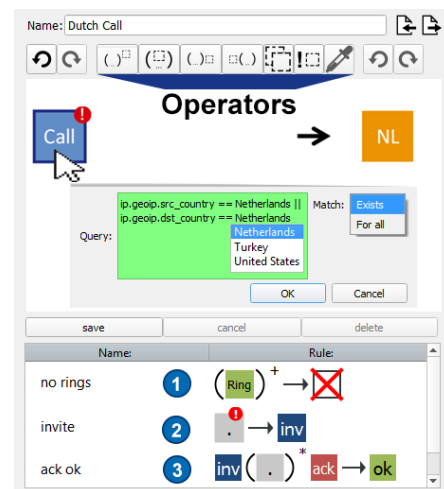 Name: Dutch Call
(_) (_) (_) (_) !
Operators
Call ! → NL
ip.geoip.src_country == Netherlands ||
ip.geoip.dst_country == Netherlands
Query:
Netherlands
Turkey
United States
Match:
Exists
For all
OK Cancel
save cancel delete
Name: Rule:
no rings 1 (Ring)+ →
invite 2 . ! → inv
ack ok 3 inv ( . )* ack → ok